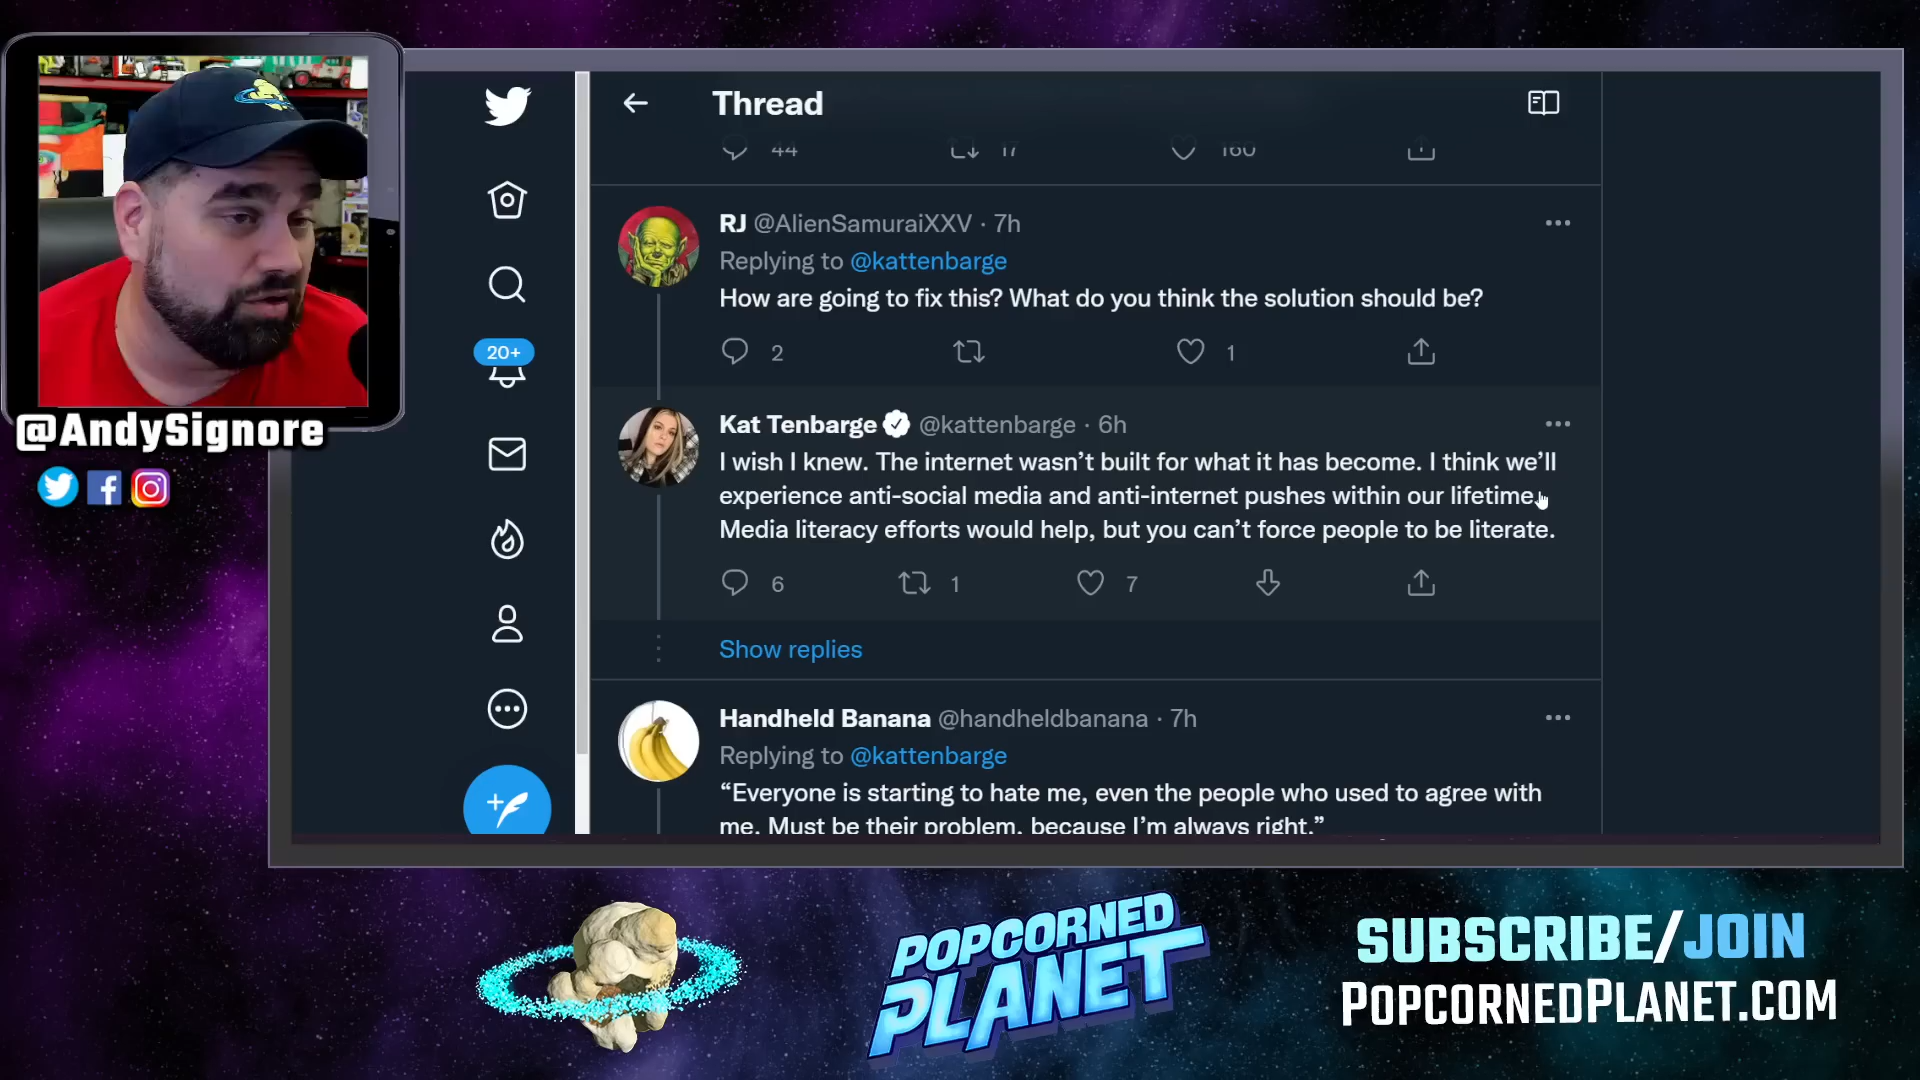 Thread
44 17 160
RJ @AlienSamuraiXXV · 7h
Replying to @kattenbarge
How are going to fix this? What do you think the solution should be?
2 1
20+
Kat Tenbarge @kattenbarge · 6h
I wish I knew. The internet wasn’t built for what it has become. I think we’ll
experience anti-social media and anti-internet pushes within our lifetime.
Media literacy efforts would help, but you can’t force people to be literate.
6 1 7
Show replies
Handheld Banana @handheldbanana · 7h
Replying to @kattenbarge
“Everyone is starting to hate me, even the people who used to agree with
me. Must be their problem, because I’m always right.”
@AndySignore
POPCORNED
PLANET
SUBSCRIBE/JOIN
POPCORNEDPLANET.COM